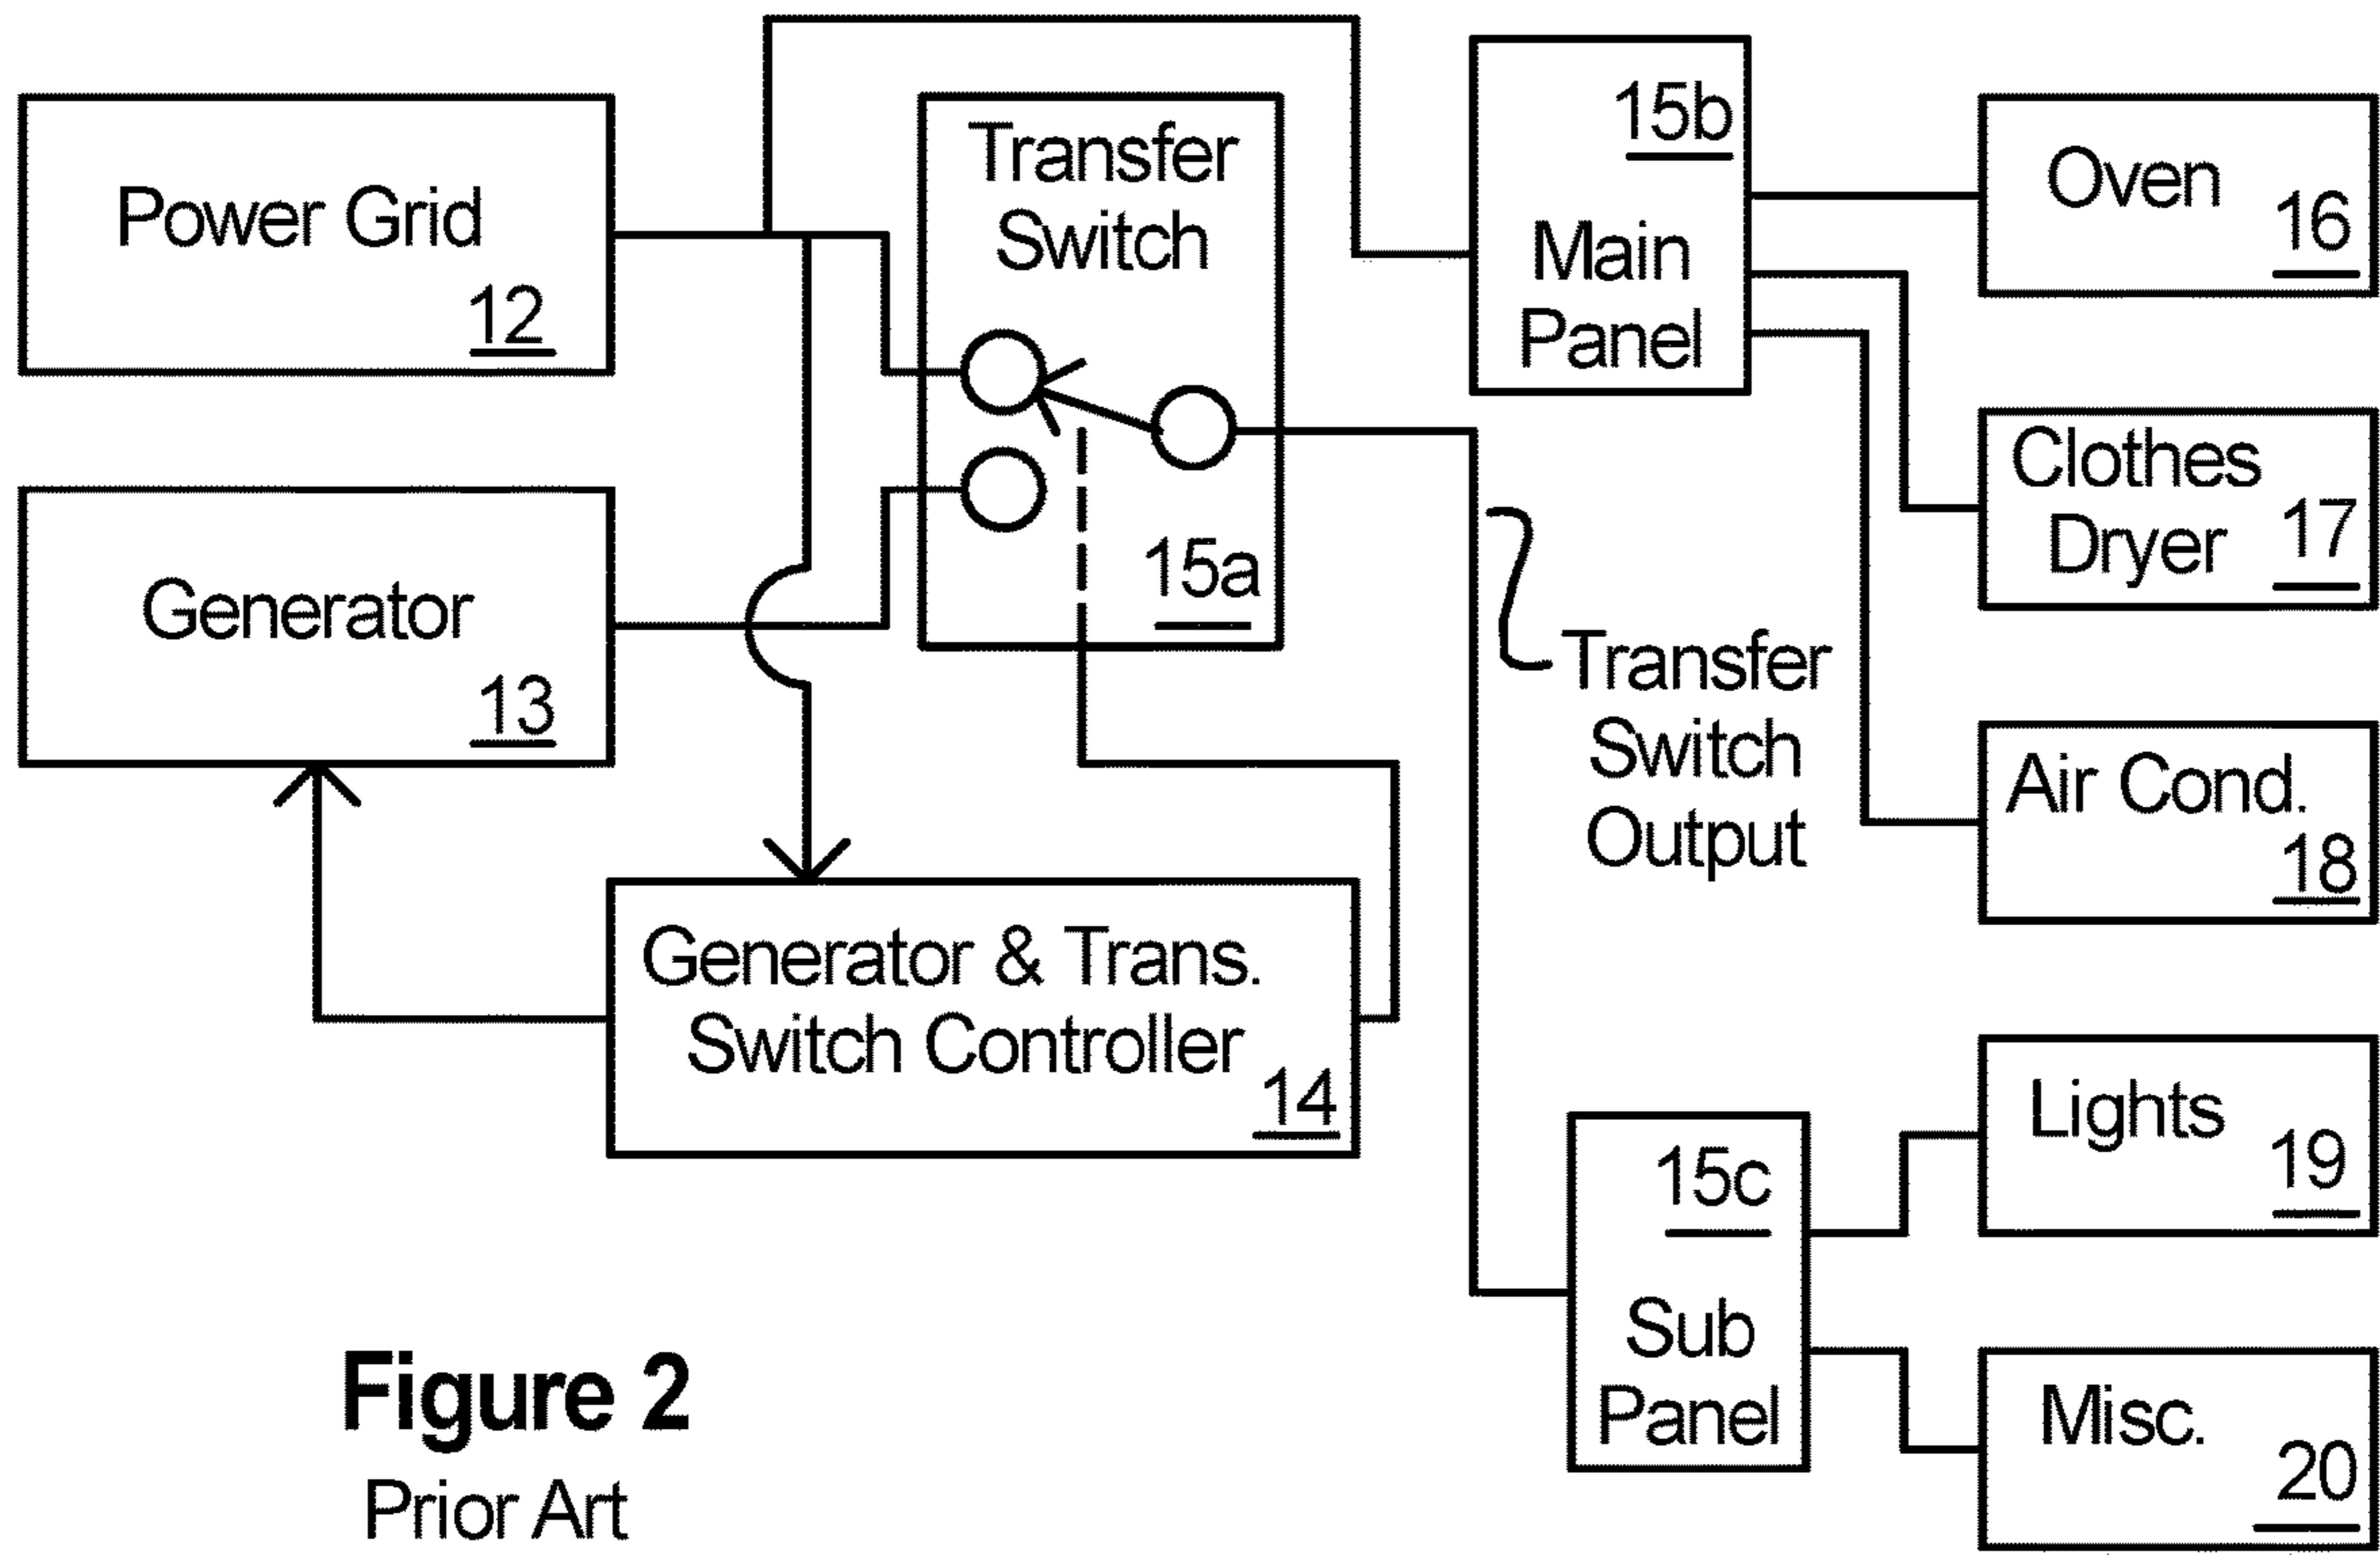 Power Grid
12
Transfer
Switch
15a
15b
Main
Panel
Oven
16
Clothes
Dryer
17
Generator
13
Transfer
Switch
Output
Air Cond.
18
Generator & Trans.
Switch Controller
14
15c
Sub
Panel
Lights
19
Misc.
20
Figure 2
Prior Art